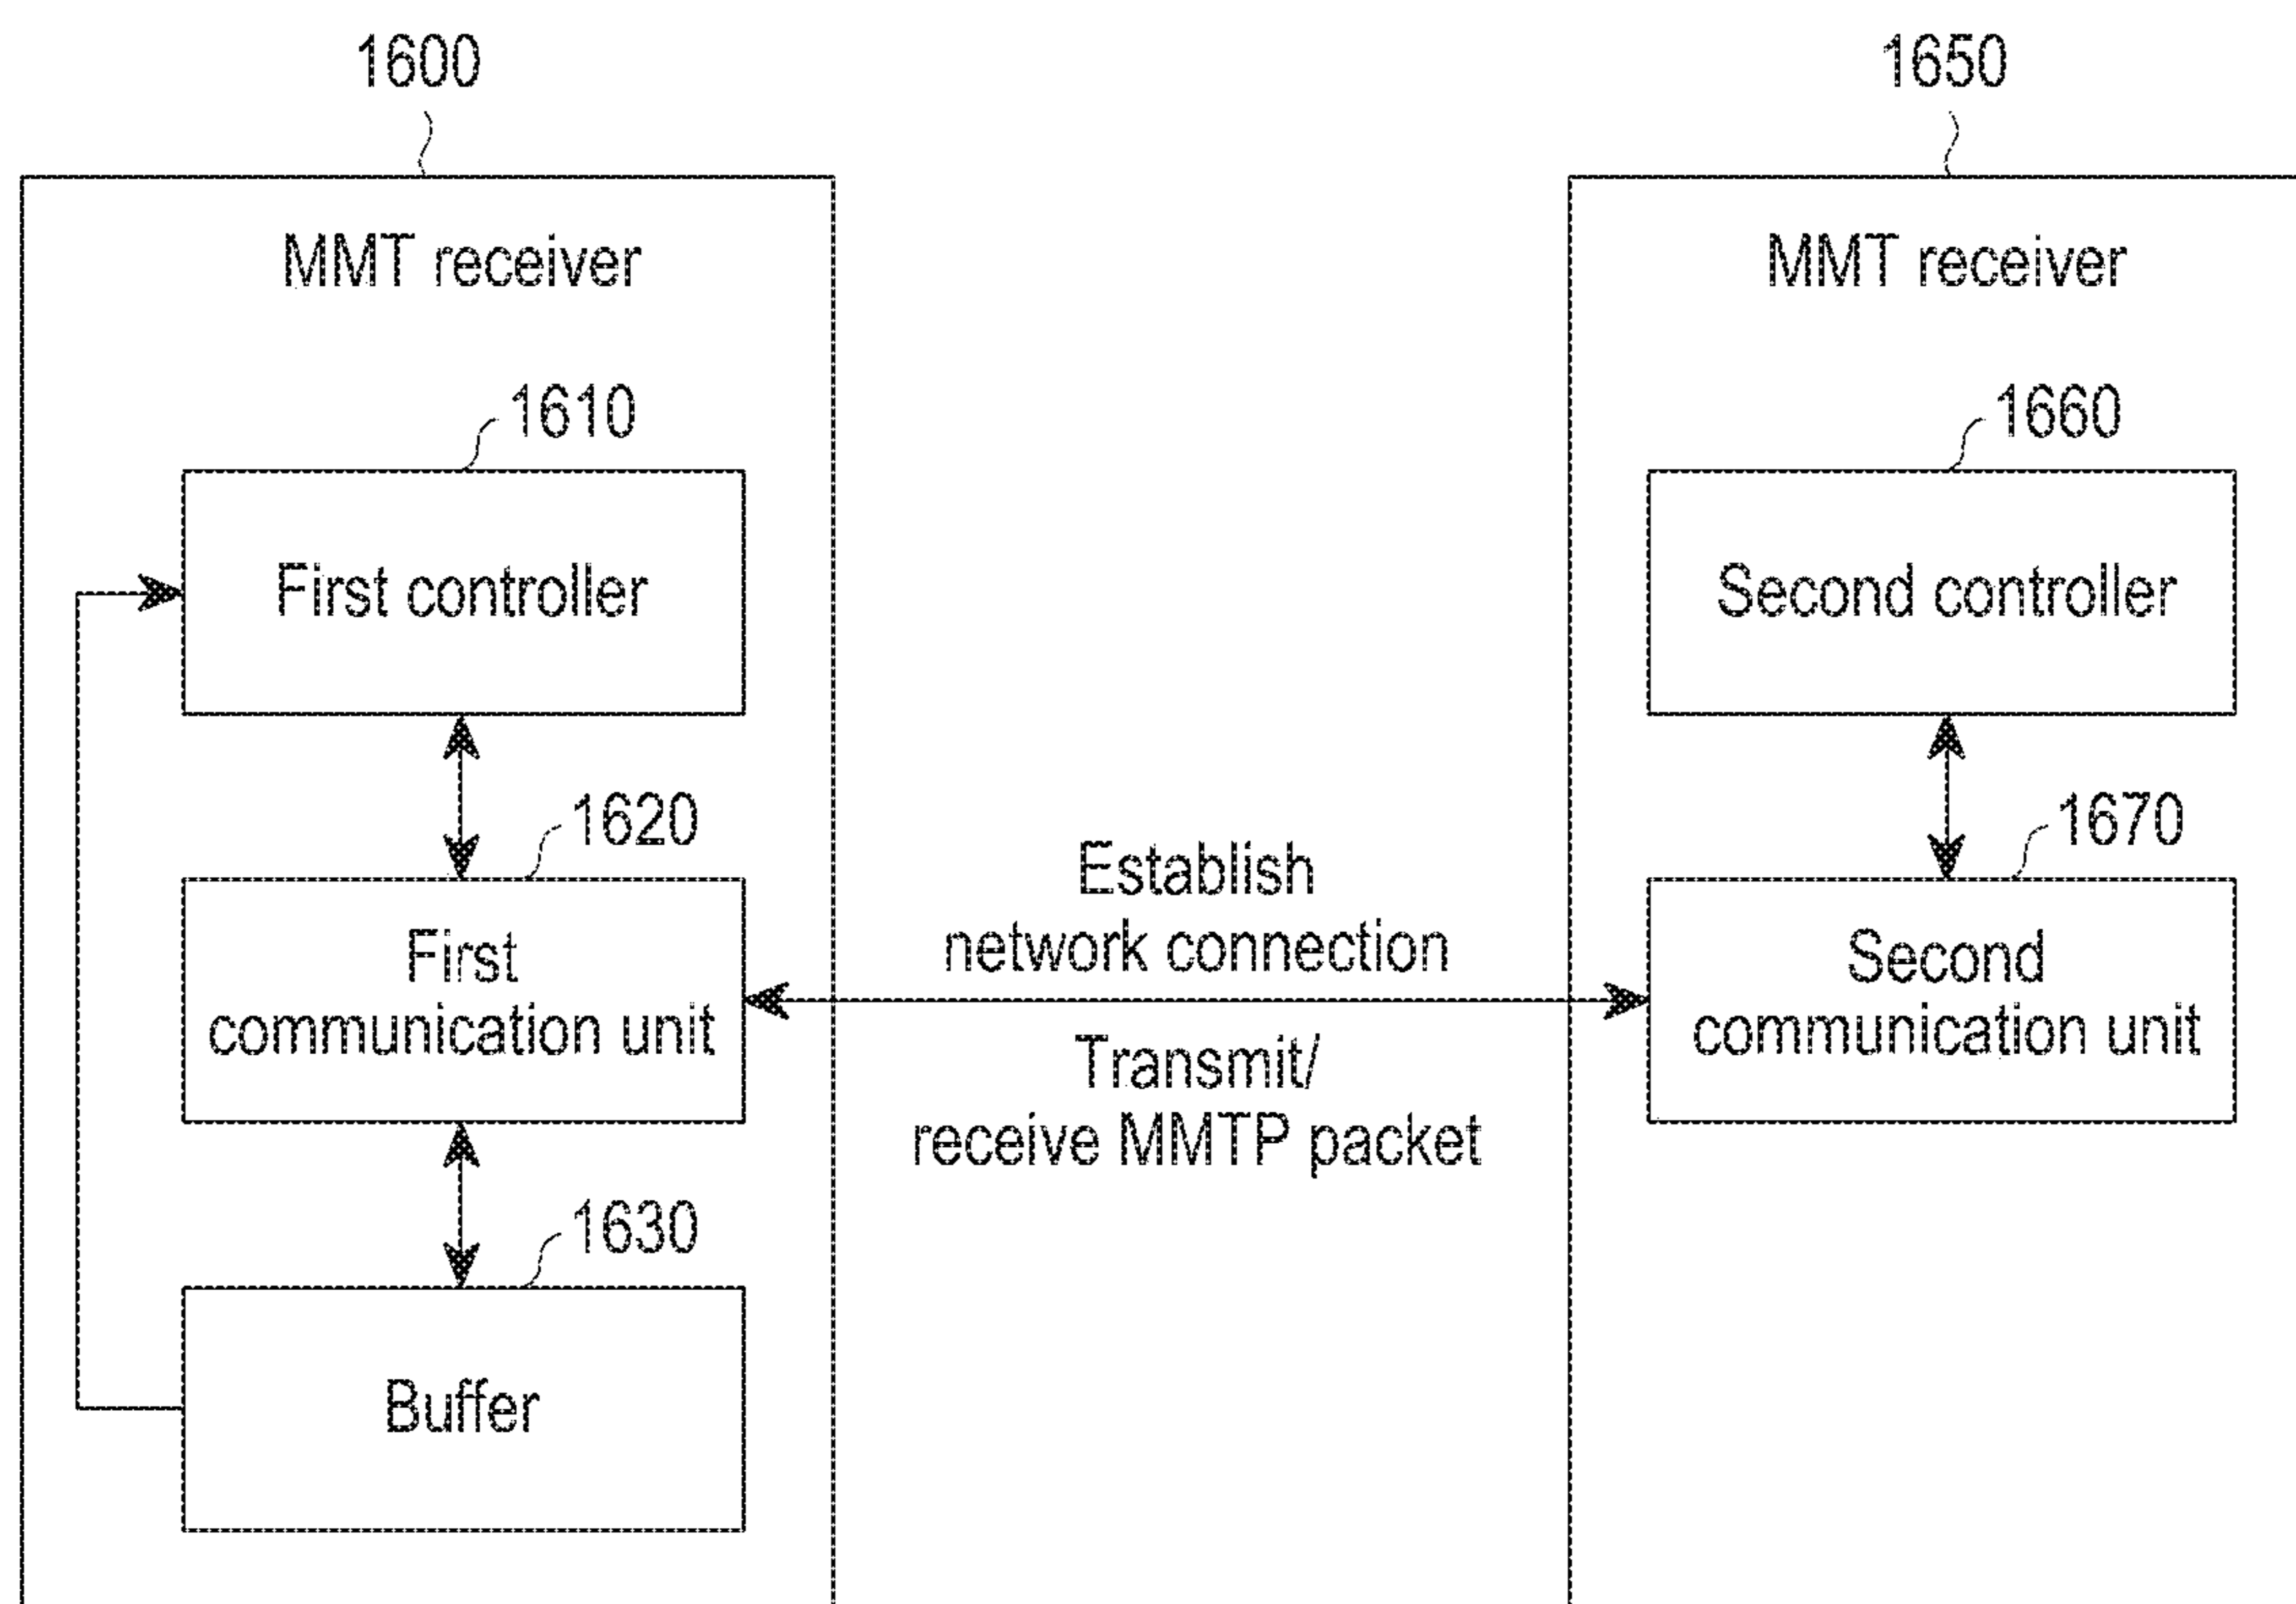 1600
1650
MMT receiver
MMT receiver
1610
1660
First controller
Second controller
1620
1670
Establish
network connection
First
communication unit
Second
communication unit
Transmit/
receive MMTP packet
1630
Buffer